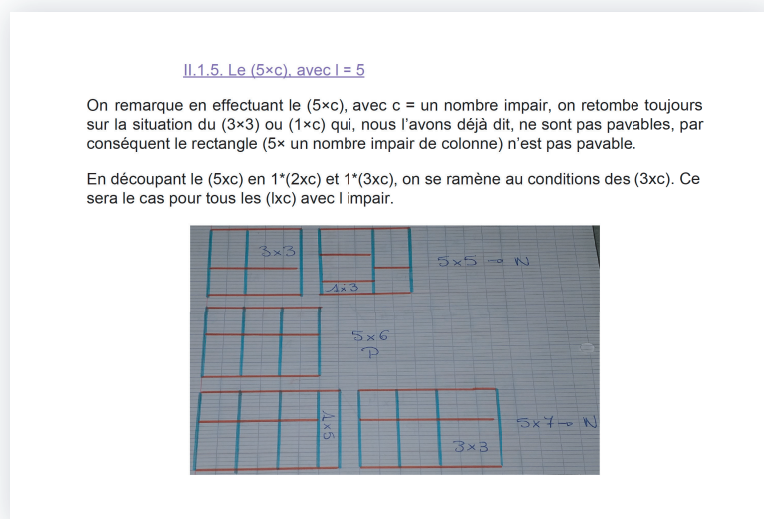 II.1.5. Le (5×c), avec l = 5
On remarque en effectuant le (5×c), avec c = un nombre impair, on retombe toujours
sur la situation du (3×3) ou (1×c) qui, nous l'avons déjà dit, ne sont pas pavables, par
conséquent le rectangle (5× un nombre impair de colonne) n'est pas pavable.
En découpant le (5xc) en 1*(2xc) et 1*(3xc), on se ramène au conditions des (3xc). Ce
sera le cas pour tous les (lxc) avec l impair.
3×3
1×3
5×5 → N
5×6
P
1×5
3×3
5×7 → N